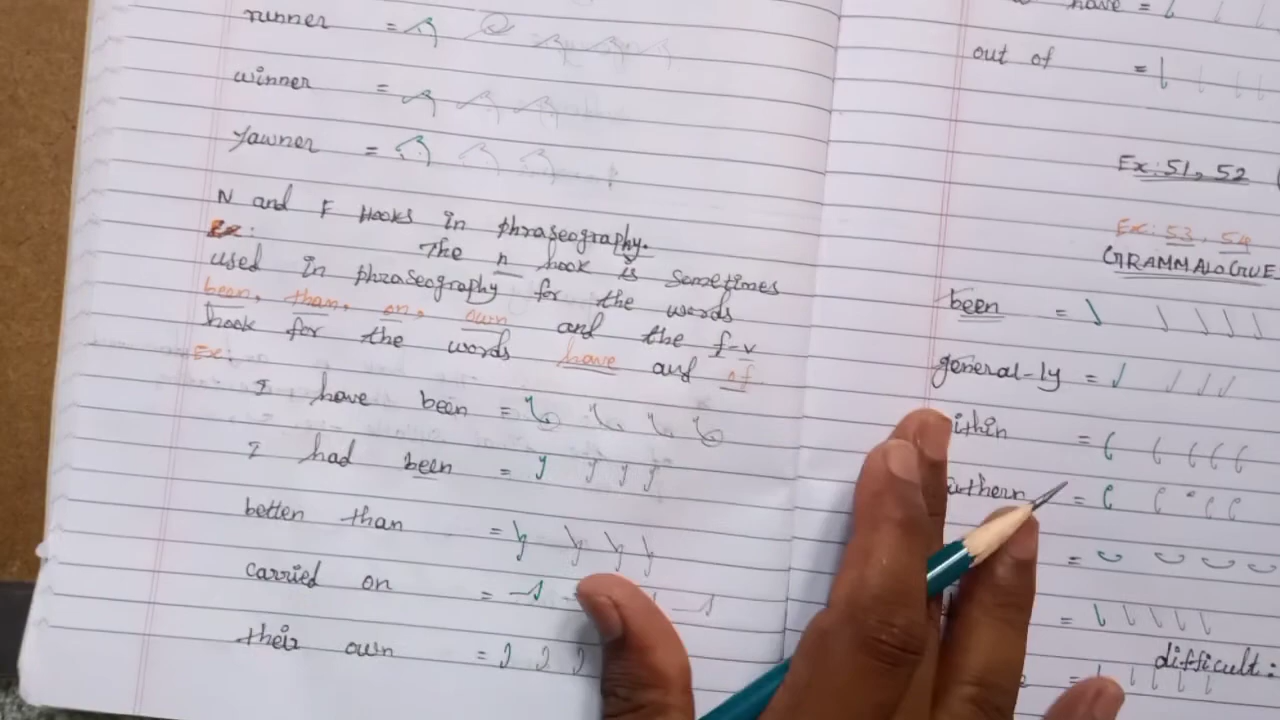 runner =
winner =
Yawner =
N and F Hooks in phraseography.
Ex:
The n hook is sometimes
used in phraseography for the words
been, than, on, own and the f-v
hook for the words have and of.
Ex:
I have been =
I had been =
better than =
carried on =
their own =
have =
out of =
Ex: 51, 52
Ex: 53, 54
GRAMMALOGUE
been =
general-ly =
ithin =
uthern =
=
=
difficult:
=